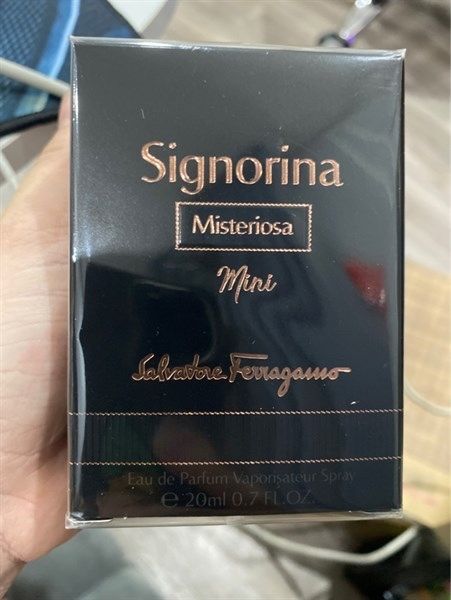 Signorina
Misteriosa
Mini
Salvatore Ferragamo
Eau de Parfum Vaporisateur Spray
℮ 20ml 0.7 FL.OZ.